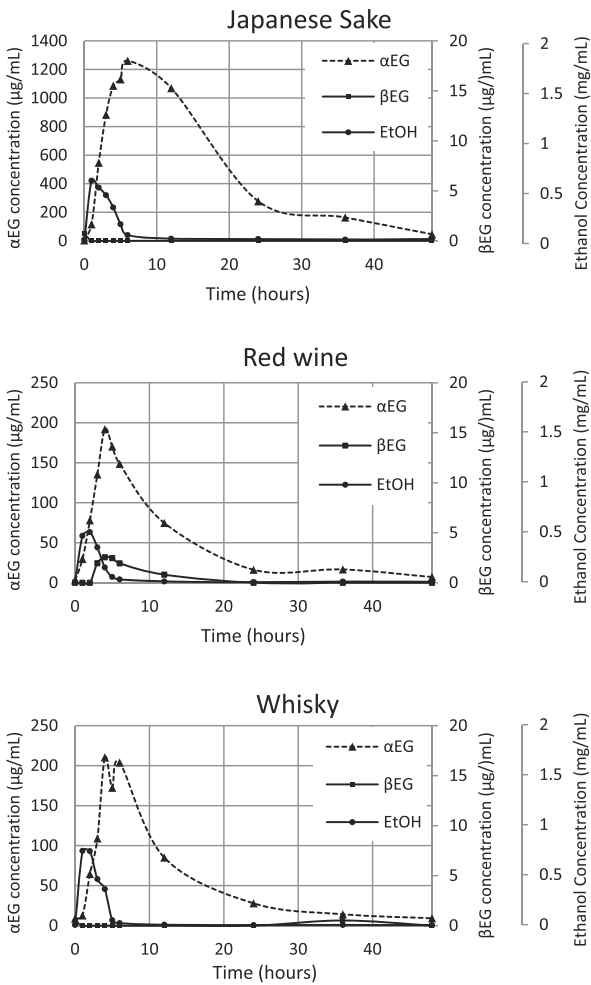 Japanese Sake
αEG concentration (µg/mL)
1400
1200
1000
800
600
400
200
0
0
10
20
30
40
Time (hours)
αEG
βEG
EtOH
20
15
10
5
0
βEG concentration (µg/)mL)
2
1.5
1
0.5
0
Ethanol Concentration (mg/mL)
Red wine
αEG concentration (µg/mL)
250
200
150
100
50
0
0
10
20
30
40
Time (hours)
αEG
βEG
EtOH
20
15
10
5
0
βEG concentration (µg/)mL)
2
1.5
1
0.5
0
Ethanol Concentration (mg/mL)
Whisky
αEG concentration (µg/mL)
250
200
150
100
50
0
0
10
20
30
40
Time (hours)
αEG
βEG
EtOH
20
15
10
5
0
βEG concentration (µg/)mL)
2
1.5
1
0.5
0
Ethanol Concentration (mg/mL)